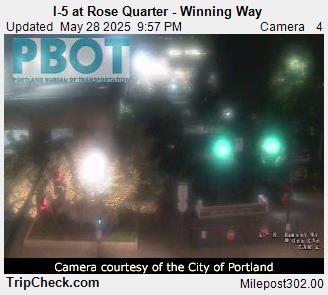 I-5 at Rose Quarter - Winning Way
Updated May 28 2025 9:57 PM Camera 4
PBOT
PORTLAND BUREAU OF TRANSPORTATION
Camera courtesy of the City of Portland
TripCheck.com Milepost302.00